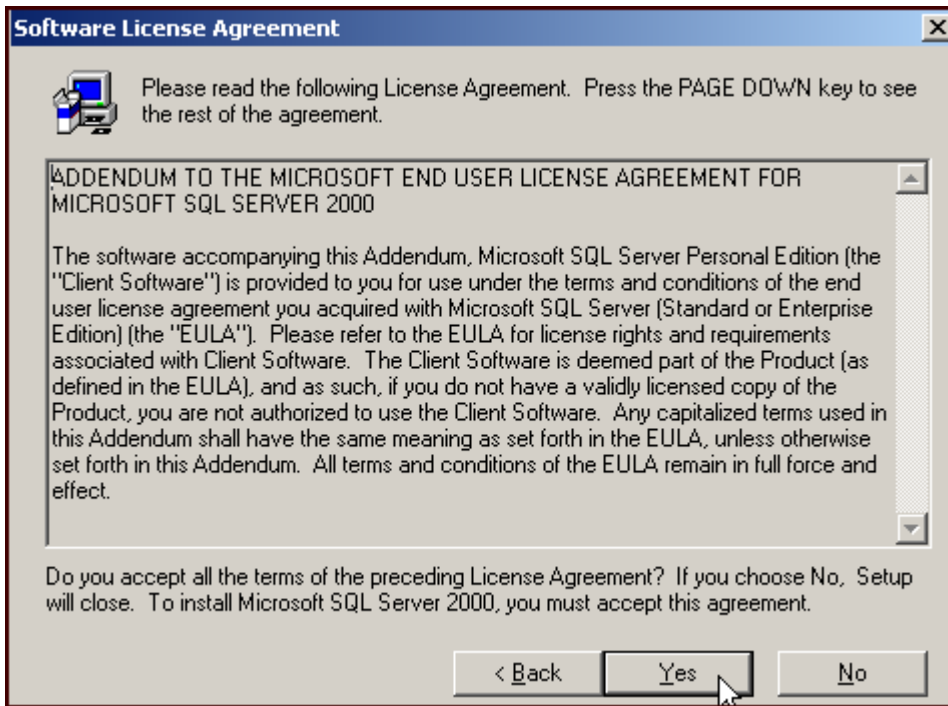 Software License Agreement
Please read the following License Agreement. Press the PAGE DOWN key to see
the rest of the agreement.
ADDENDUM TO THE MICROSOFT END USER LICENSE AGREEMENT FOR
MICROSOFT SQL SERVER 2000
The software accompanying this Addendum, Microsoft SQL Server Personal Edition (the
"Client Software") is provided to you for use under the terms and conditions of the end
user license agreement you acquired with Microsoft SQL Server (Standard or Enterprise
Edition) (the "EULA"). Please refer to the EULA for license rights and requirements
associated with Client Software. The Client Software is deemed part of the Product (as
defined in the EULA), and as such, if you do not have a validly licensed copy of the
Product, you are not authorized to use the Client Software. Any capitalized terms used in
this Addendum shall have the same meaning as set forth in the EULA, unless otherwise
set forth in this Addendum. All terms and conditions of the EULA remain in full force and
effect.
Do you accept all the terms of the preceding License Agreement? If you choose No, Setup
will close. To install Microsoft SQL Server 2000, you must accept this agreement.
< Back Yes No